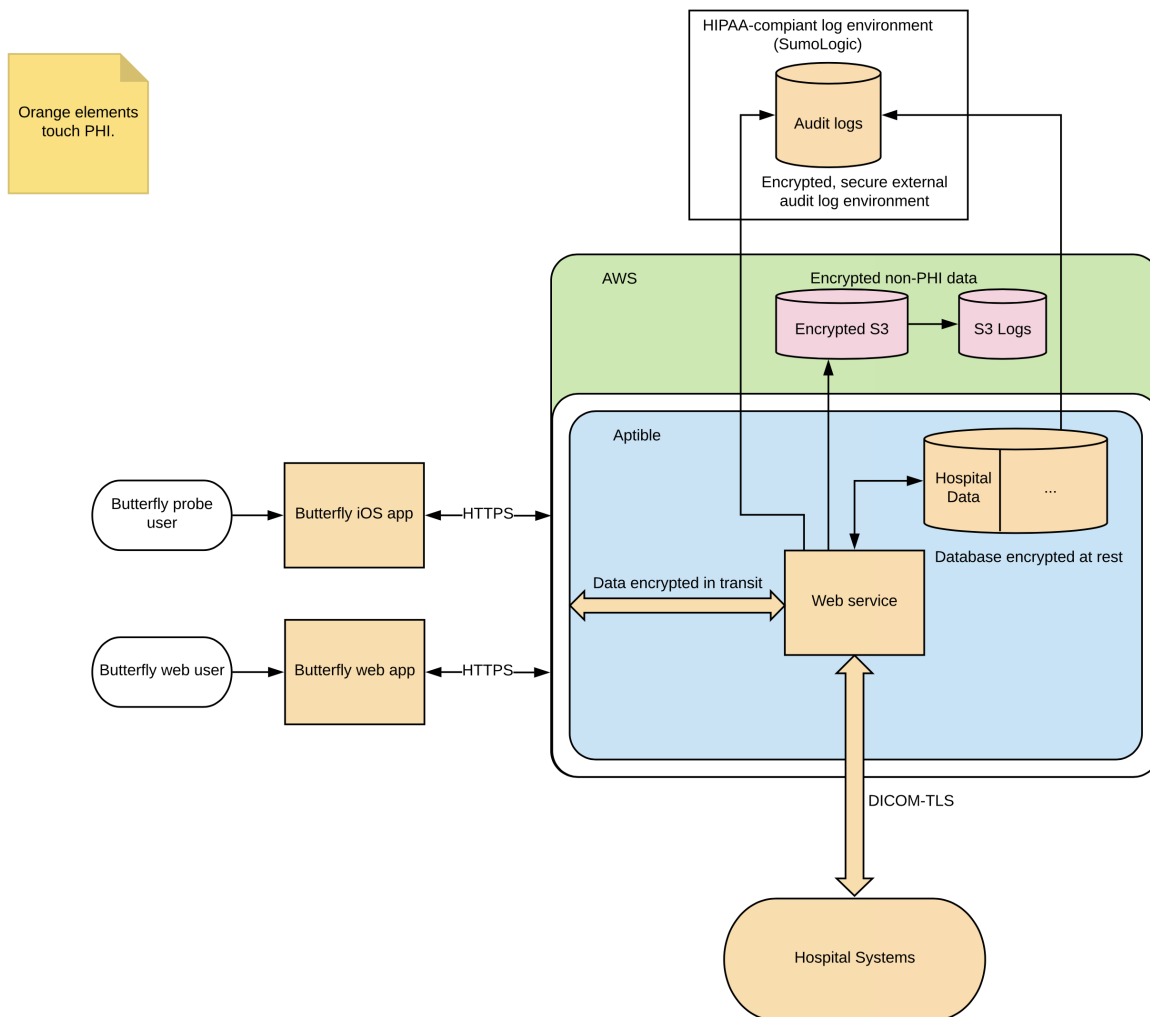 HIPAA-compiant log environment
(SumoLogic)
Orange elements
touch PHI.
Audit logs
Encrypted, secure external
audit log environment
AWS
Encrypted non-PHI data
Encrypted S3
S3 Logs
Aptible
Hospital
Data
...
Butterfly probe
user
Butterfly iOS app
HTTPS
Database encrypted at rest
Data encrypted in transit
Web service
Butterfly web user
Butterfly web app
HTTPS
DICOM-TLS
Hospital Systems